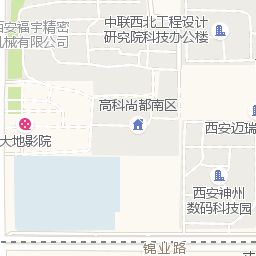 西安福宇精密
机械有限公司
中联西北工程设计
研究院科技办公楼
高科尚都南区
大地影院
西安迈瑞
西安神州
数码科技园
锦业路